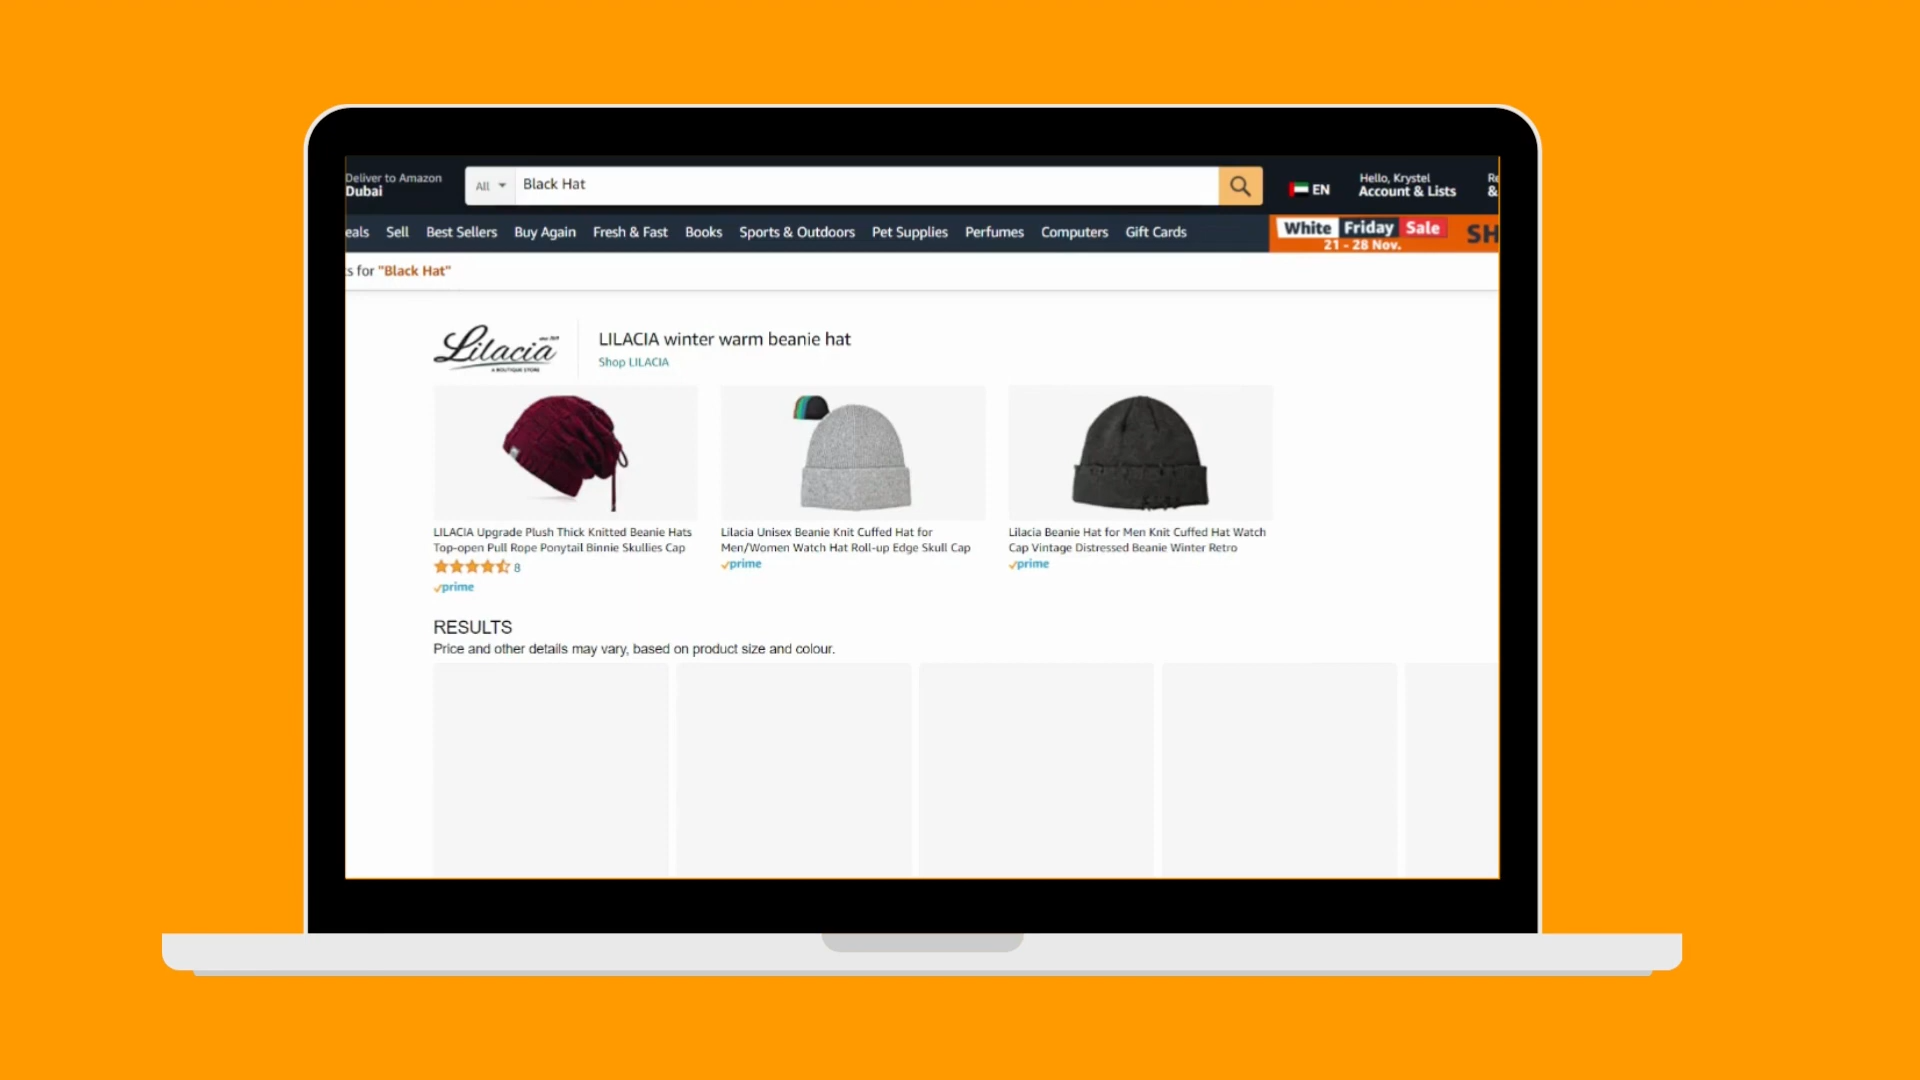 Deliver to Amazon
Dubai
All
Black Hat
EN
Hello, Krystel
Account & Lists
Re
&
eals Sell Best Sellers Buy Again Fresh & Fast Books Sports & Outdoors Pet Supplies Perfumes Computers Gift Cards
White Friday Sale
21 - 28 Nov.
SH
s for "Black Hat"
Lilacia
A BOUTIQUE STORE
LILACIA winter warm beanie hat
Shop LILACIA
LILACIA Upgrade Plush Thick Knitted Beanie Hats
Top-open Pull Rope Ponytail Binnie Skullies Cap
8
prime
Lilacia Unisex Beanie Knit Cuffed Hat for
Men/Women Watch Hat Roll-up Edge Skull Cap
prime
Lilacia Beanie Hat for Men Knit Cuffed Hat Watch
Cap Vintage Distressed Beanie Winter Retro
prime
RESULTS
Price and other details may vary, based on product size and colour.